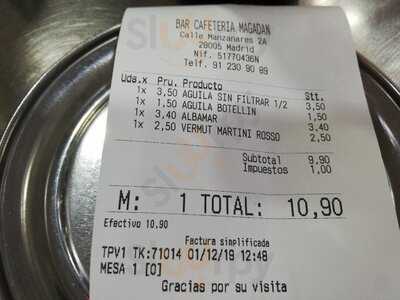 BAR CAFETERIA MAGADAN
Calle Manzanares 2A
28005 Madrid
Nif. 51770436N
Telf. 91 230 90 89
Uds.x Pru. Producto Stt.
1x 3,50 AGUILA SIN FILTRAR 1/2 3,50
1x 1,50 AGUILA BOTELLIN 1,50
1x 3,40 ALBAMAR 3,40
1x 2,50 VERMUT MARTINI ROSSO 2,50
Subtotal 9,90
Impuestos 1,00
M: 1 TOTAL: 10,90
Efectivo 10,90
Factura simplificada
TPV1 TK:71014 01/12/19 12:48
MESA 1 [0]
Gracias por su visita